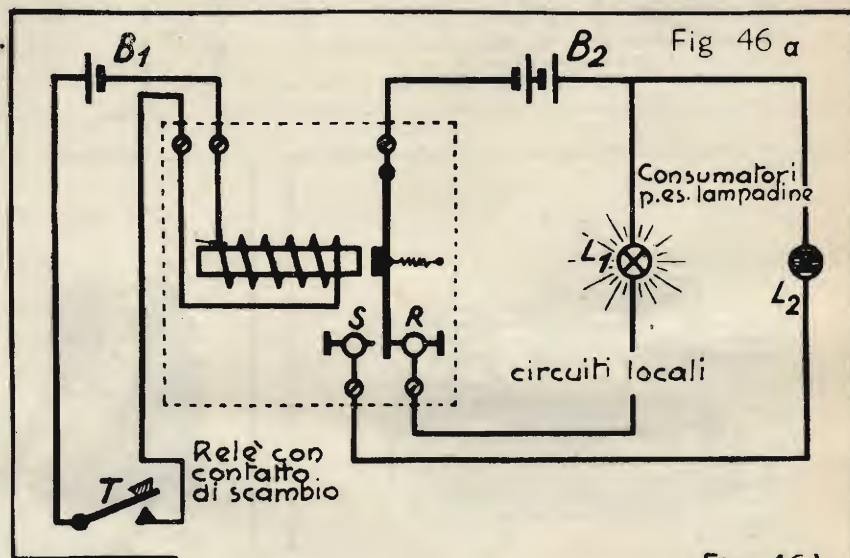 B1
B2
Fig 46 a
Consumatori
p.es. lampadine
L1
L2
S
R
circuiti locali
Relè con
contatto
di scambio
T